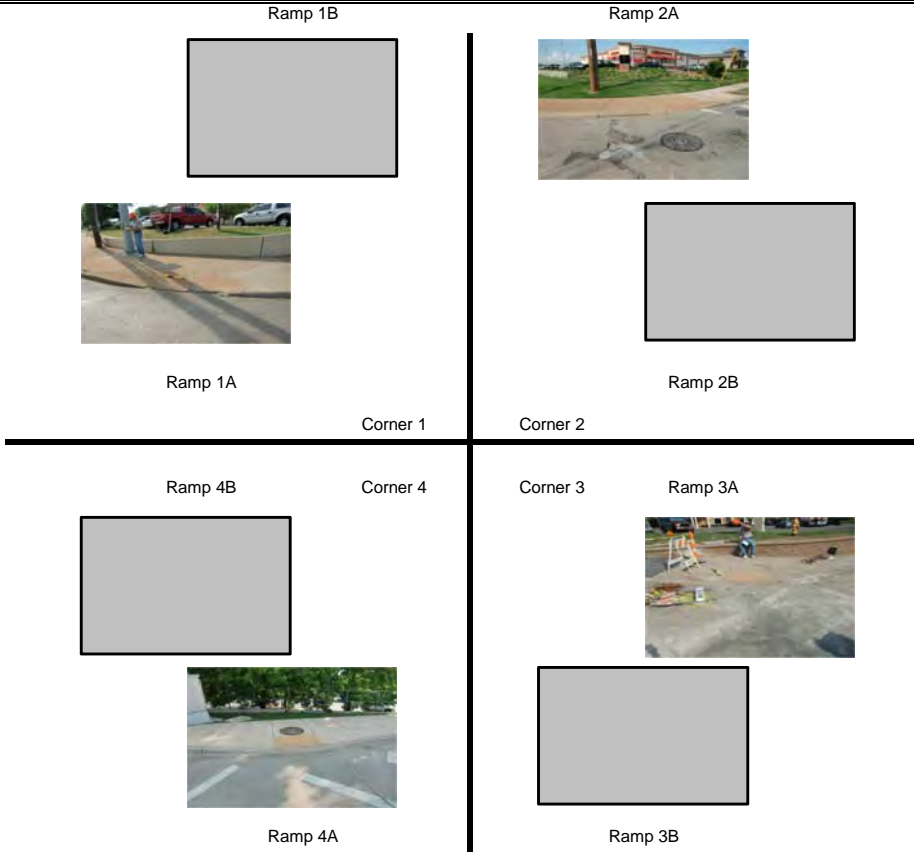 Ramp 1B Ramp 2A
Ramp 1A Ramp 2B
Corner 1 Corner 2
Ramp 4B Corner 4 Corner 3 Ramp 3A
Ramp 4A Ramp 3B